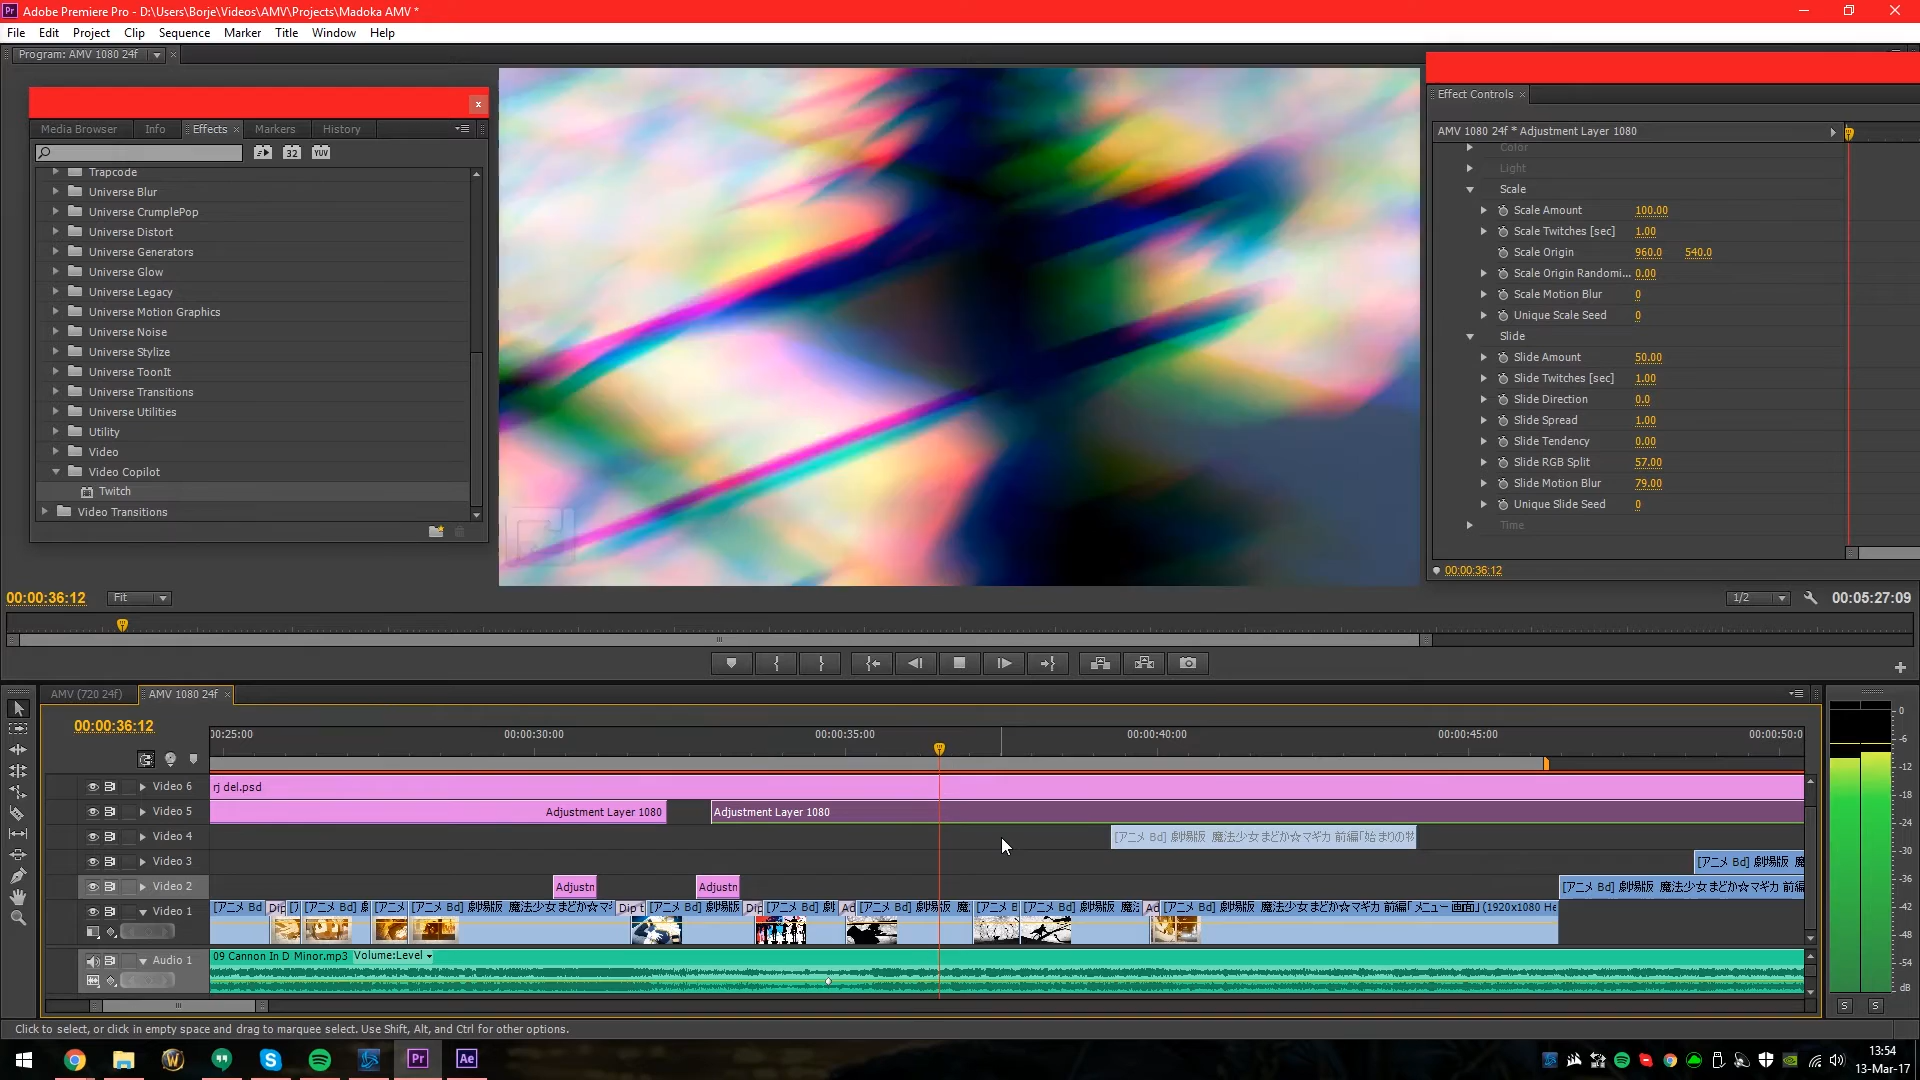 Adobe Premiere Pro - D:\Users\Borje\Videos\AMV\Projects\Madoka AMV *
File Edit Project Clip Sequence Marker Title Window Help
Program: AMV 1080 24f
Media Browser Info Effects Markers History
32 YUV
Trapcode
Universe Blur
Universe CrumplePop
Universe Distort
Universe Generators
Universe Glow
Universe Legacy
Universe Motion Graphics
Universe Noise
Universe Stylize
Universe ToonIt
Universe Transitions
Universe Utilities
Utility
Video
Video Copilot
Twitch
Video Transitions
Effect Controls
AMV 1080 24f * Adjustment Layer 1080
Color
Light
Scale
Scale Amount 100.00
Scale Twitches [sec] 1.00
Scale Origin 960.0 540.0
Scale Origin Randomi... 0.00
Scale Motion Blur 0
Unique Scale Seed 0
Slide
Slide Amount 50.00
Slide Twitches [sec] 1.00
Slide Direction 0.0
Slide Spread 1.00
Slide Tendency 0.00
Slide RGB Split 57.00
Slide Motion Blur 79.00
Unique Slide Seed 0
Time
00:00:36:12
00:00:36:12 Fit 1/2 00:05:27:09
AMV (720 24f) AMV 1080 24f
00:00:36:12
00:25:00 00:00:30:00 00:00:35:00 00:00:40:00 00:00:45:00 00:00:50:0
Video 6 rj del.psd
Video 5 Adjustment Layer 1080 Adjustment Layer 1080
Video 4 [アニメ Bd] 劇場版 魔法少女まどか☆マギカ 前編「始まりの物
Video 3 [アニメ Bd] 劇場版 魔
Video 2 Adjustn Adjustn [アニメ Bd] 劇場版 魔法少女まどか☆マギカ 前編
Video 1 [アニメ Bd Dip [ア [アニメ Bd] 劇 [アニメ [アニメ Bd] 劇場版 魔法少女まどか☆マギ Dip t [アニメ Bd] 劇場版 Dip [アニメ Bd] 劇 Ad [アニメ Bd] 劇場版 魔 [アニメ B [アニメ Bd] 劇場版 魔法 Ad [アニメ Bd] 劇場版 魔法少女まどか☆マギカ 前編「メニュー画面」(1920x1080 He
Audio 1 09 Cannon In D Minor.mp3 Volume:Level
0
-6
-12
-18
-24
-30
-36
-42
-48
-54
dB
S S
Click to select, or click in empty space and drag to marquee select. Use Shift, Alt, and Ctrl for other options.
Pr Ae
13:54
13-Mar-17